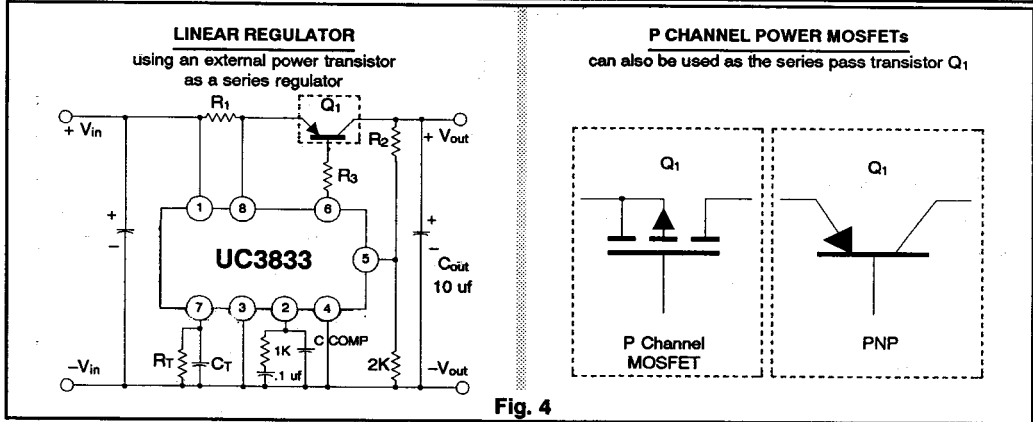 LINEAR REGULATOR
using an external power transistor
as a series regulator
R1
Q1
+ Vin
+ Vout
R2
R3
+
-
1
8
6
UC3833
5
+
-
Cout
10 uf
7
3
2
4
RT
CT
1K
C COMP
.1 uf
2K
-Vin
-Vout
P CHANNEL POWER MOSFETs
can also be used as the series pass transistor Q1
Q1
P Channel
MOSFET
Q1
PNP
Fig. 4